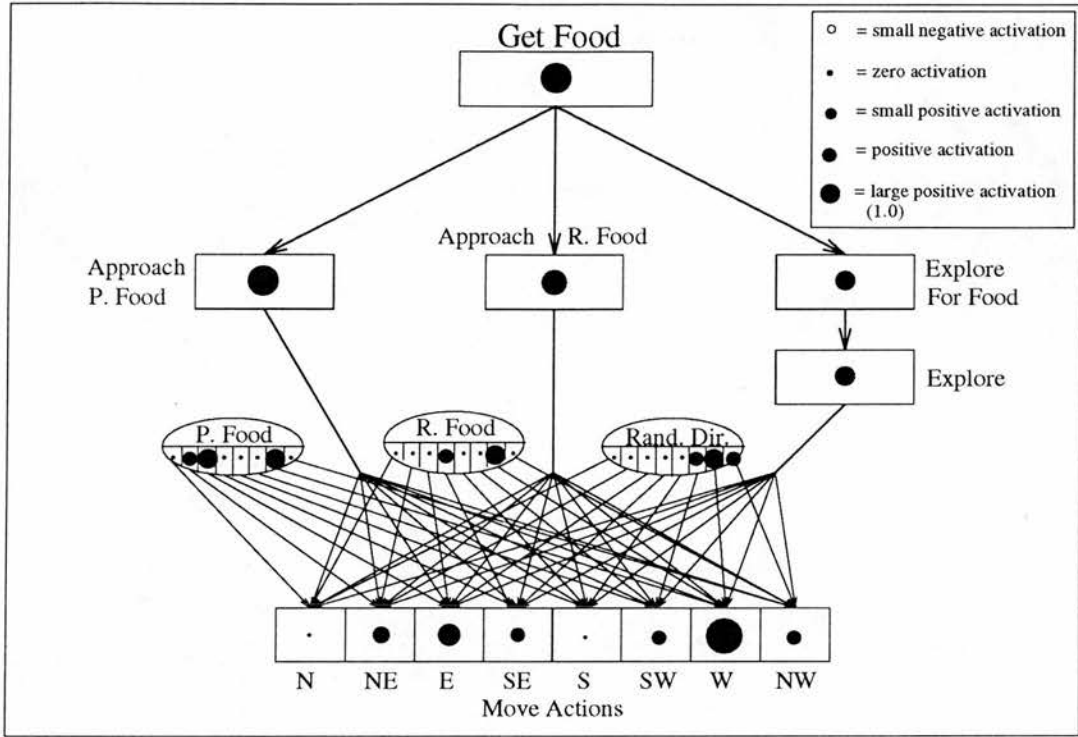 Get Food
= small negative activation
= zero activation
= small positive activation
= positive activation
= large positive activation
(1.0)
Approach
P. Food
Approach R. Food
Explore
For Food
Explore
P. Food
R. Food
Rand. Dir.
N NE E SE S SW W NW
Move Actions